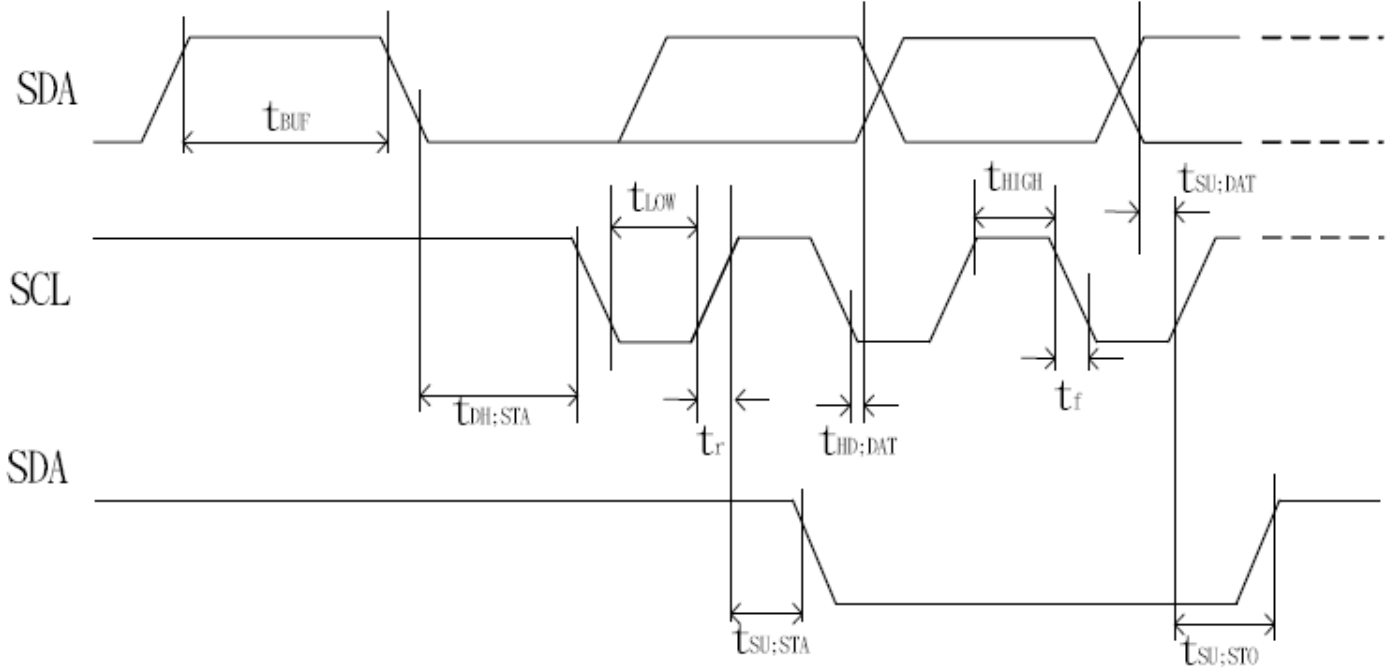 SDA
tBUF
tLOW
tHIGH
tSU;DAT
SCL
tDH;STA
tr
tHD;DAT
tf
SDA
tSU;STA
tSU;STO